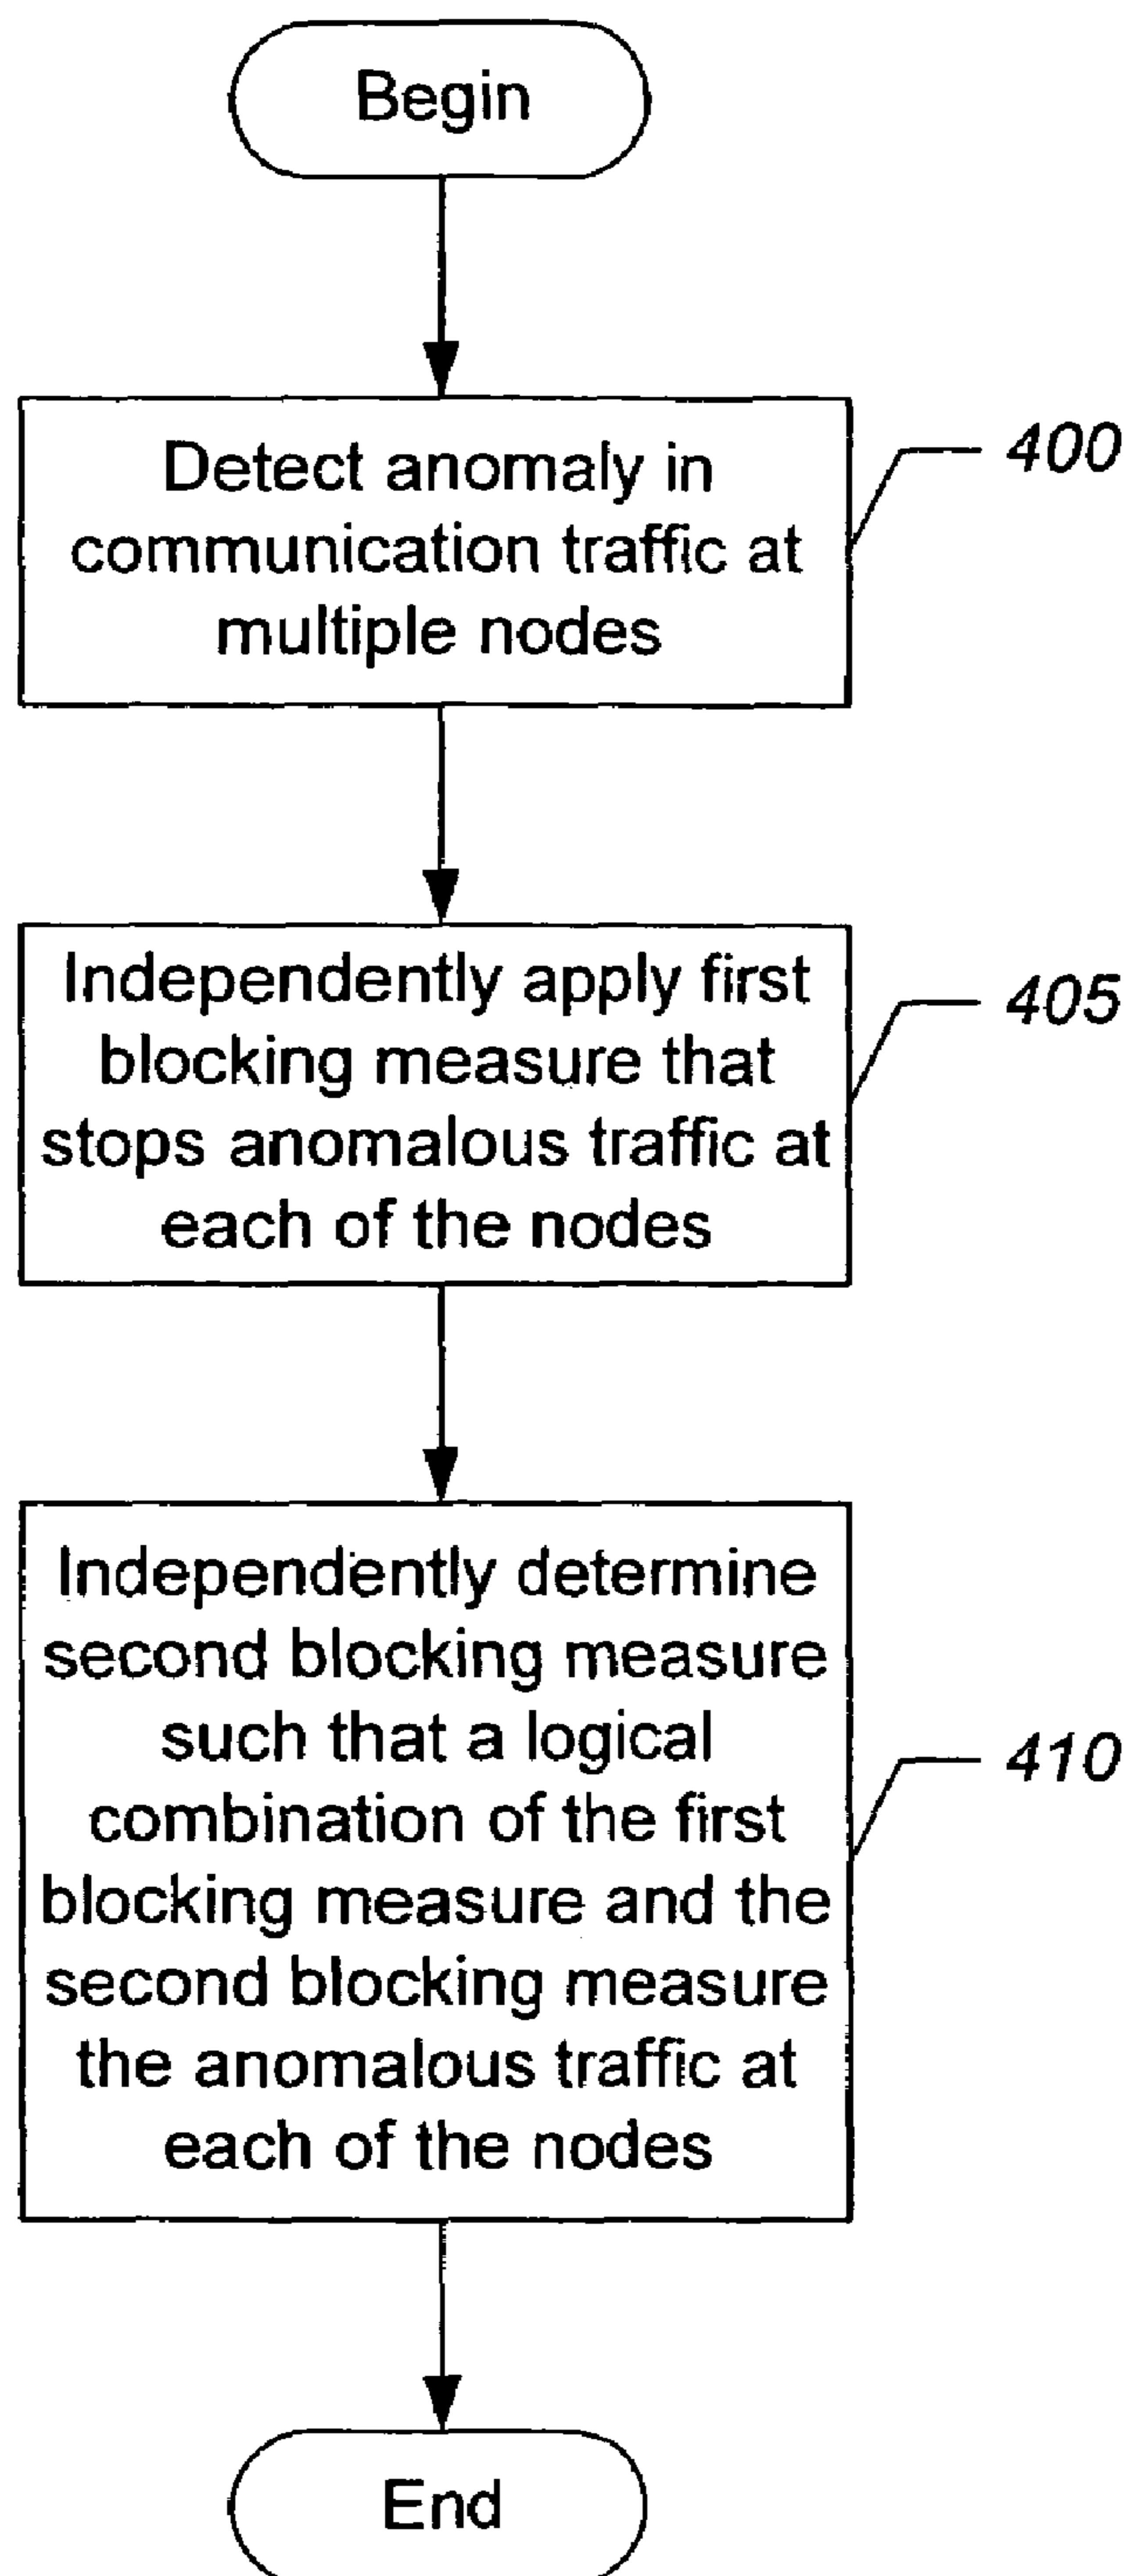 Begin
Detect anomaly in
communication traffic at
multiple nodes
400
Independently apply first
blocking measure that
stops anomalous traffic at
each of the nodes
405
Independently determine
second blocking measure
such that a logical
combination of the first
blocking measure and the
second blocking measure
the anomalous traffic at
each of the nodes
410
End